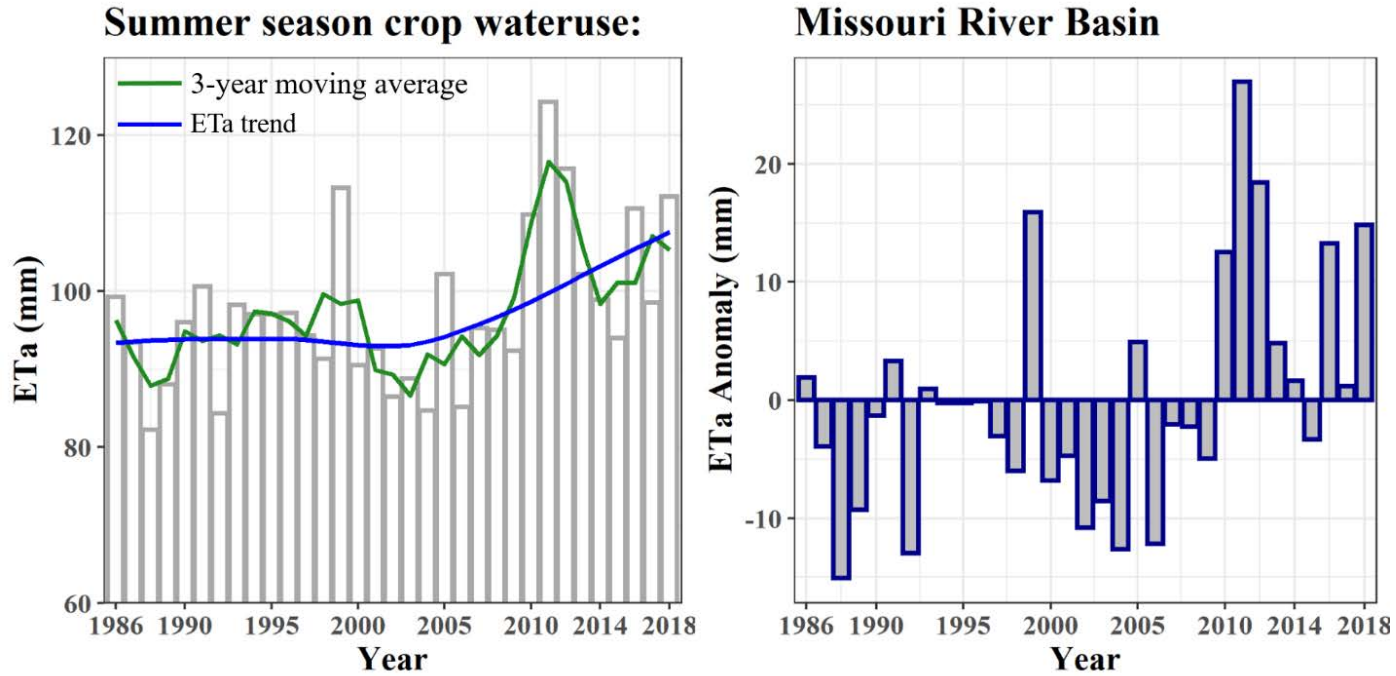 Summer season crop wateruse:
Missouri River Basin
3-year moving average
ETa trend
ETa (mm)
120
100
80
60
1986 1990 1995 2000 2005 2010 2014 2018
Year
ETa Anomaly (mm)
20
10
0
-10
1986 1990 1995 2000 2005 2010 2014 2018
Year